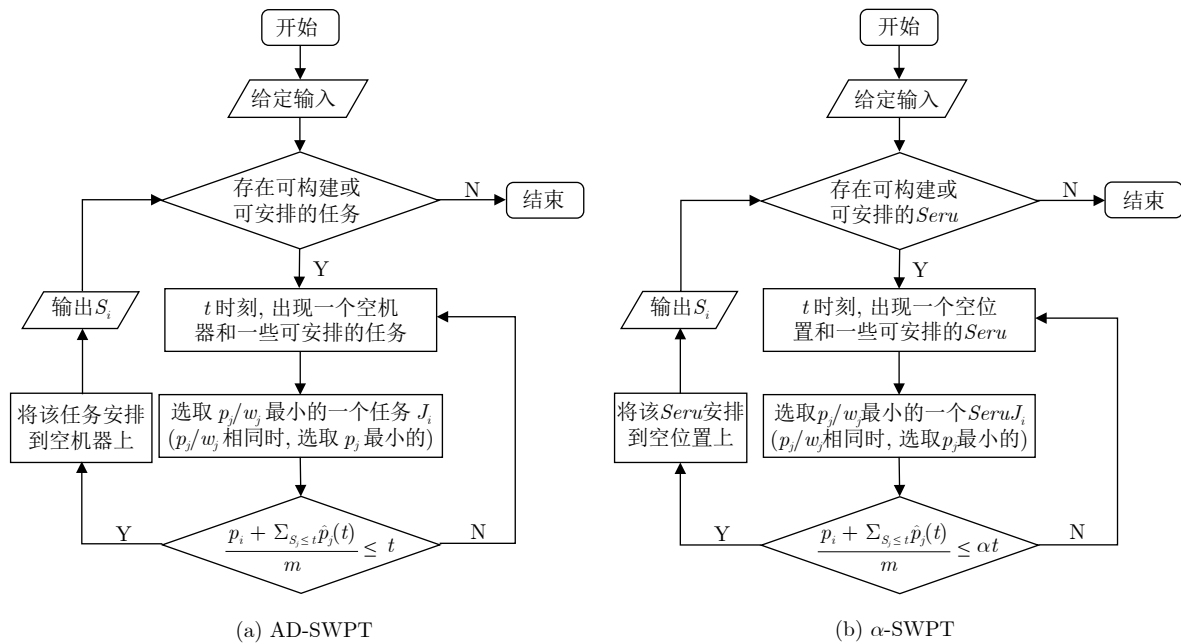 开始
给定输入
存在可构建或
可安排的任务
N
结束
Y
t 时刻, 出现一个空机
器和一些可安排的任务
输出S_i
选取 p_j/w_j 最小的一个任务 J_i
(p_j/w_j 相同时, 选取 p_j 最小的)
将该任务安排
到空机器上
Y
(p_i + Σ_{S_j≤t} p̂_j(t))/m ≤ t
N
(a) AD-SWPT
开始
给定输入
存在可构建或
可安排的Seru
N
结束
Y
t 时刻, 出现一个空位
置和一些可安排的Seru
输出S_i
选取p_j/w_j最小的一个SeruJ_i
(p_j/w_j相同时, 选取p_j最小的)
将该Seru安排
到空位置上
Y
(p_i + Σ_{S_j≤t} p̂_j(t))/m ≤ αt
N
(b) α-SWPT